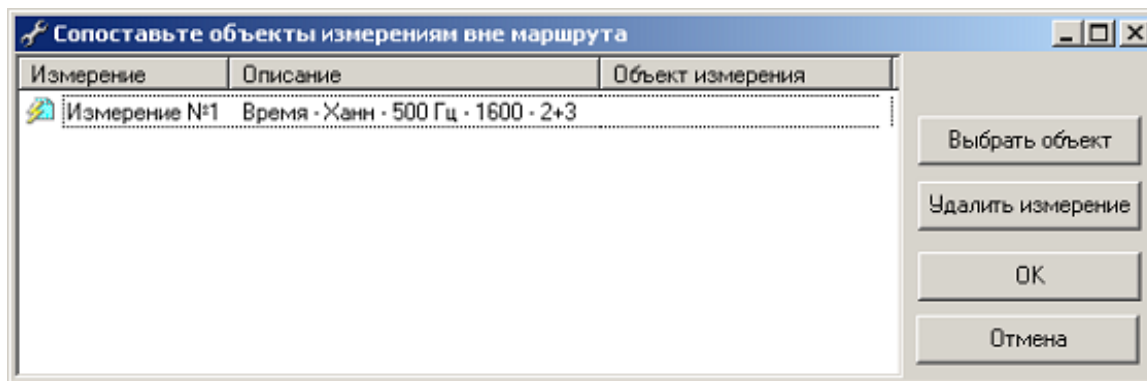 Сопоставьте объекты измерениям вне маршрута
Измерение Описание Объект измерения
Измерение №1 Время - Ханн - 500 Гц - 1600 - 2+3
Выбрать объект
Удалить измерение
OK
Отмена